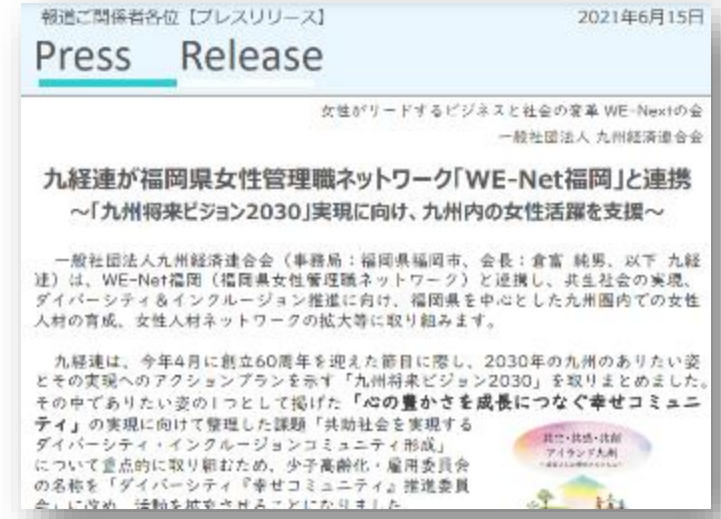 報道ご関係者各位【プレスリリース】 2021年6月15日
Press Release
女性がリードするビジネスと社会の変革 WE-Nextの会
一般社団法人 九州経済連合会
九経連が福岡県女性管理職ネットワーク「WE-Net福岡」と連携
～「九州将来ビジョン2030」実現に向け、九州内の女性活躍を支援～
一般社団法人九州経済連合会（事務局：福岡県福岡市、会長：倉富 純男、以下 九経
連）は、WE-Net福岡（福岡県女性管理職ネットワーク）と連携し、共生社会の実現、
ダイバーシティ＆インクルージョン推進に向け、福岡県を中心とした九州圏内での女性
人材の育成、女性人材ネットワークの拡大等に取り組みます。
九経連は、今年4月に創立60周年を迎えた節目に際し、2030年の九州のありたい姿
とその実現へのアクションプランを示す「九州将来ビジョン2030」を取りまとめました。
その中でありたい姿の1つとして掲げた「心の豊かさを成長につなぐ幸せコミュニ
ティ」の実現に向けて整理した課題「共助社会を実現する
ダイバーシティ・インクルージョンコミュニティ形成」
について重点的に取り組むため、少子高齢化・雇用委員会
の名称を「ダイバーシティ『幸せコミュニティ』推進委員
会」に改め、活動を拡充させることになりました。
共生・共感・共創
アイランド九州